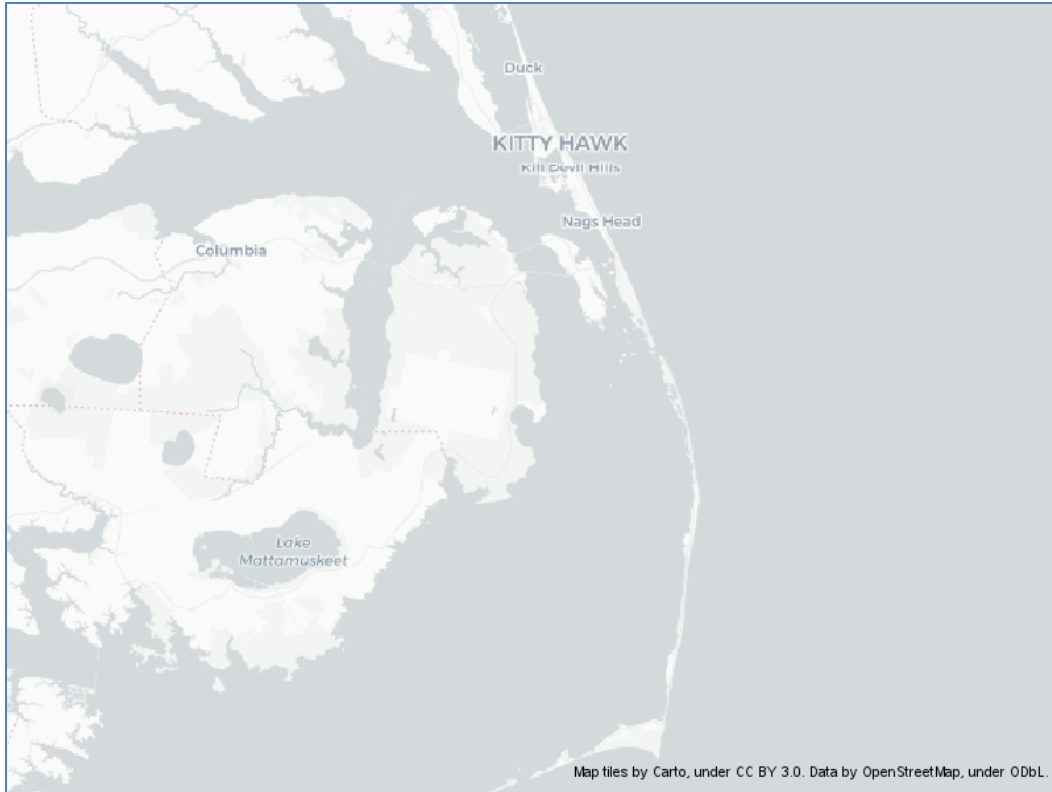 Duck
KITTY HAWK
Kill Devil Hills
Nags Head
Columbia
Lake
Mattamuskeet
Map tiles by Carto, under CC BY 3.0. Data by OpenStreetMap, under ODbL.